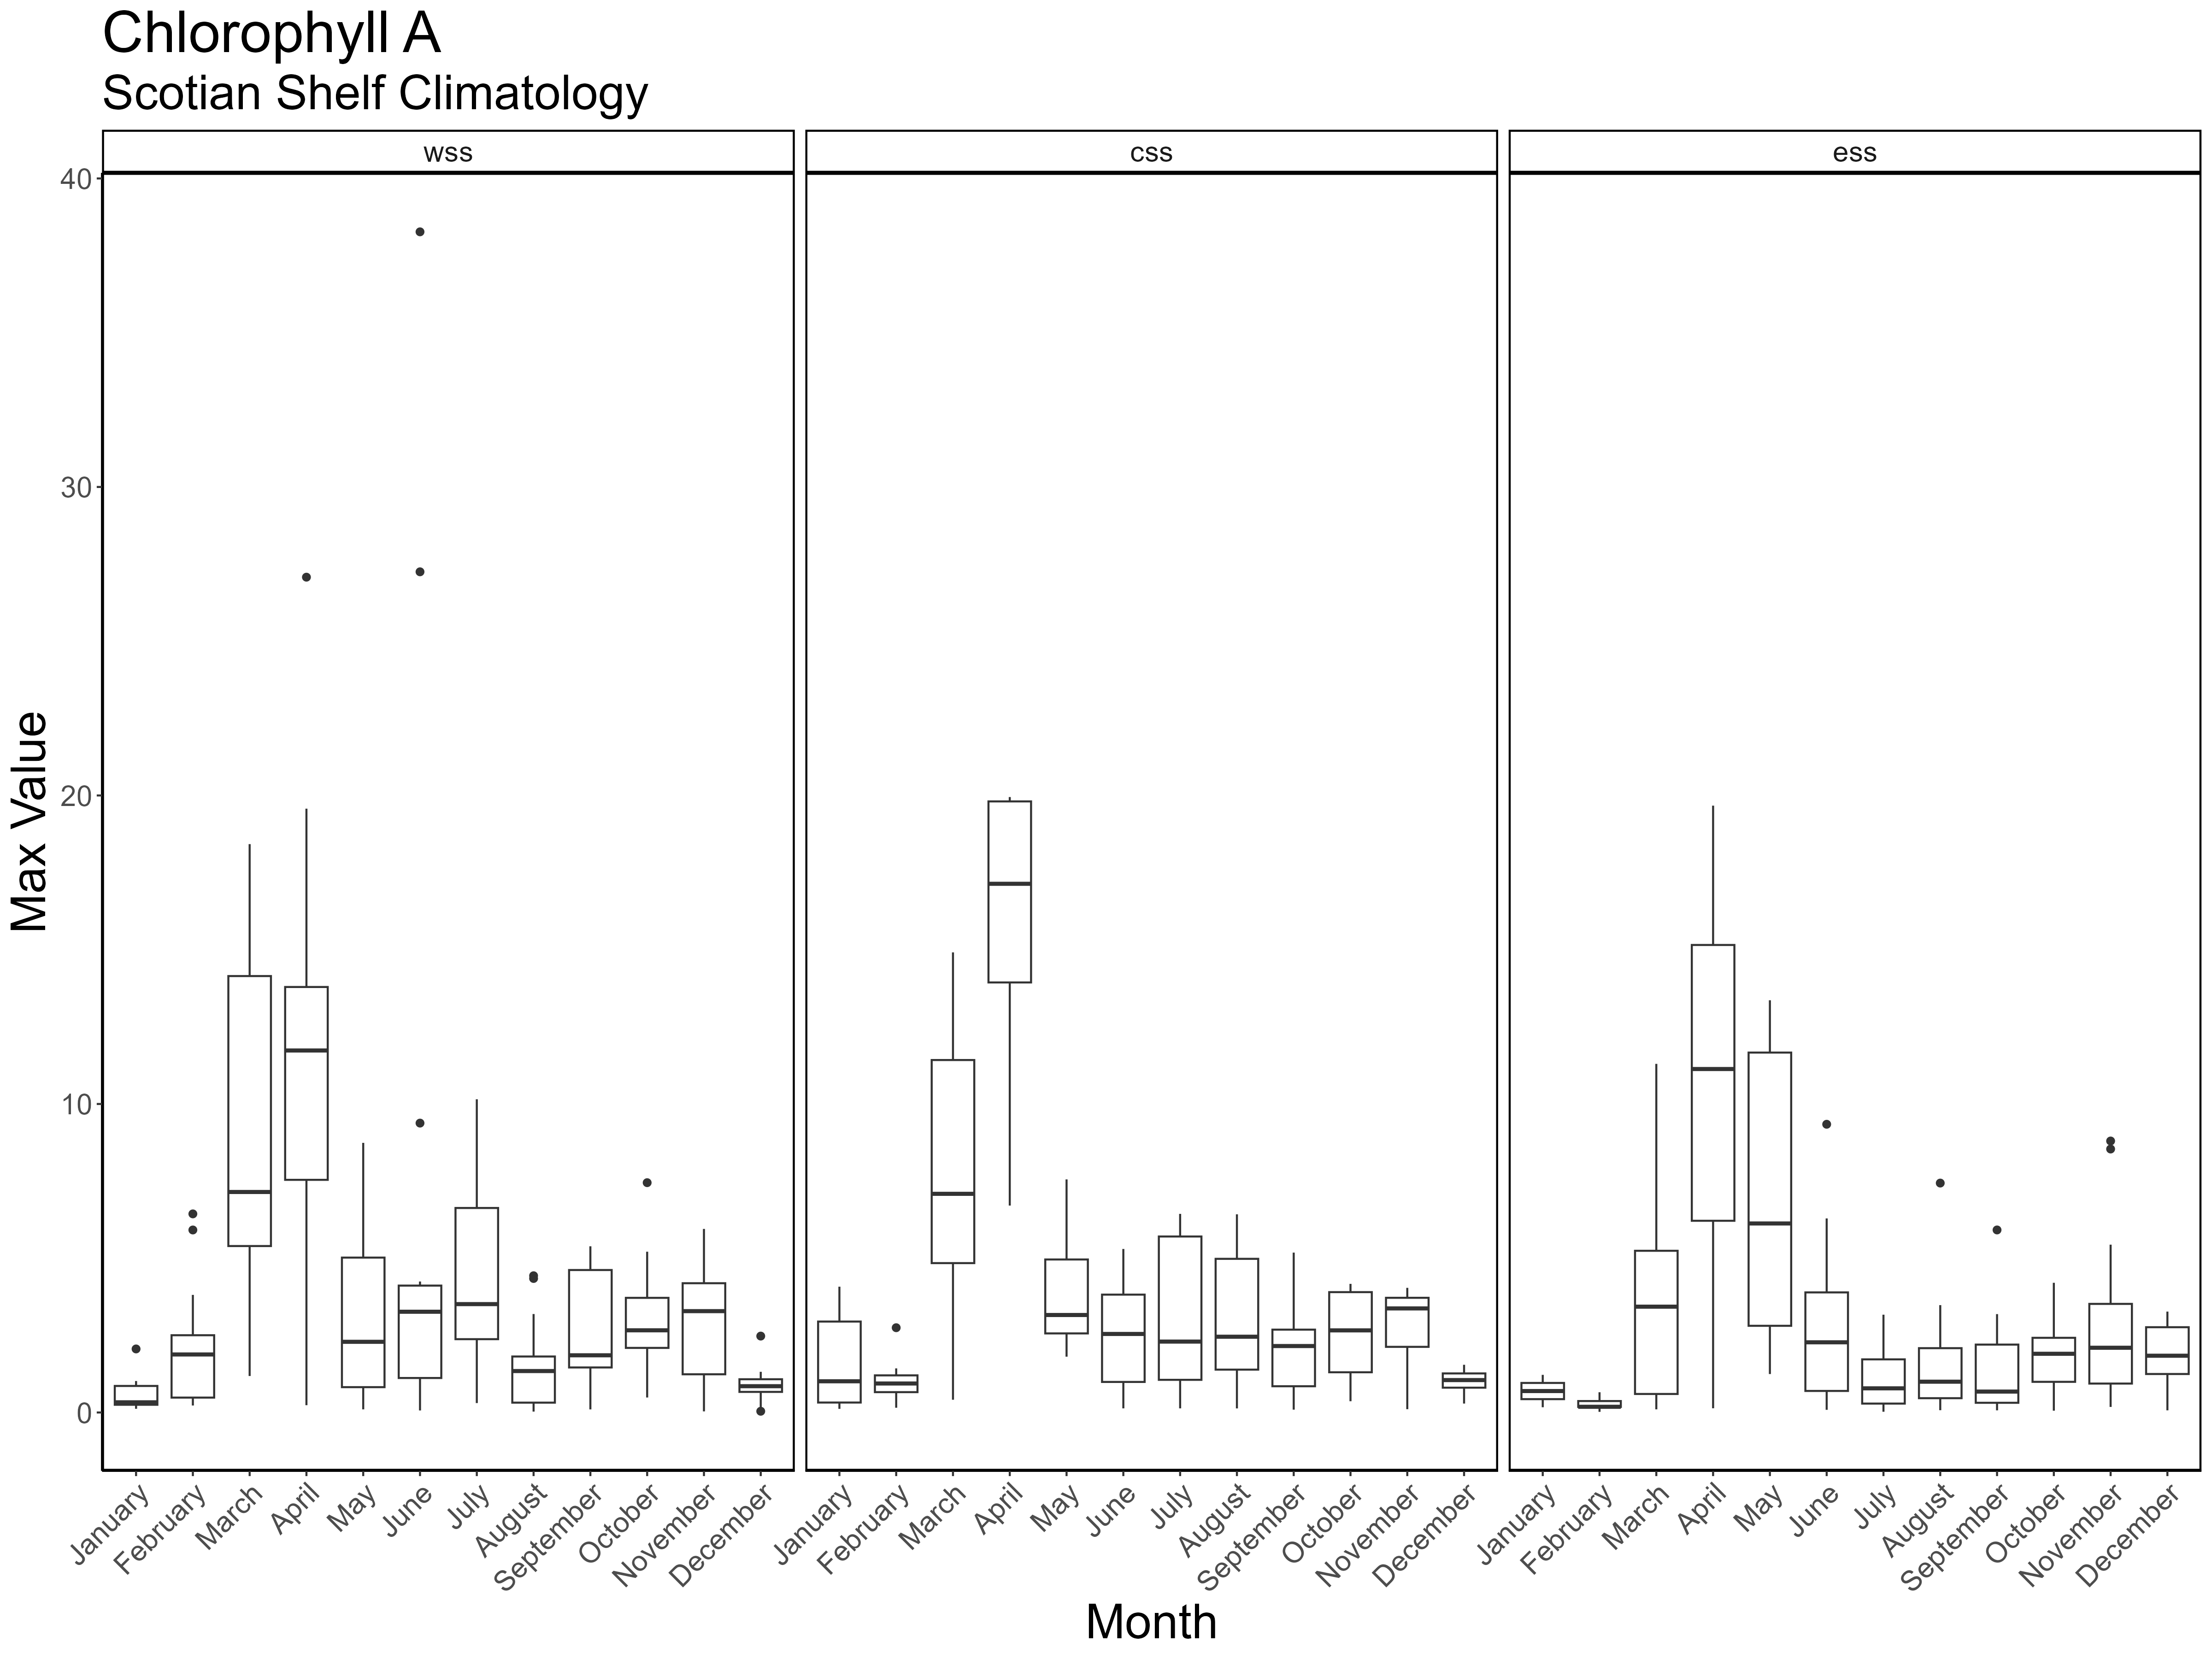 Chlorophyll A
Scotian Shelf Climatology
wss css ess
40
30
20
10
0
Max Value
January February March April May June July August September October November December
January February March April May June July August September October November December
January February March April May June July August September October November December
Month